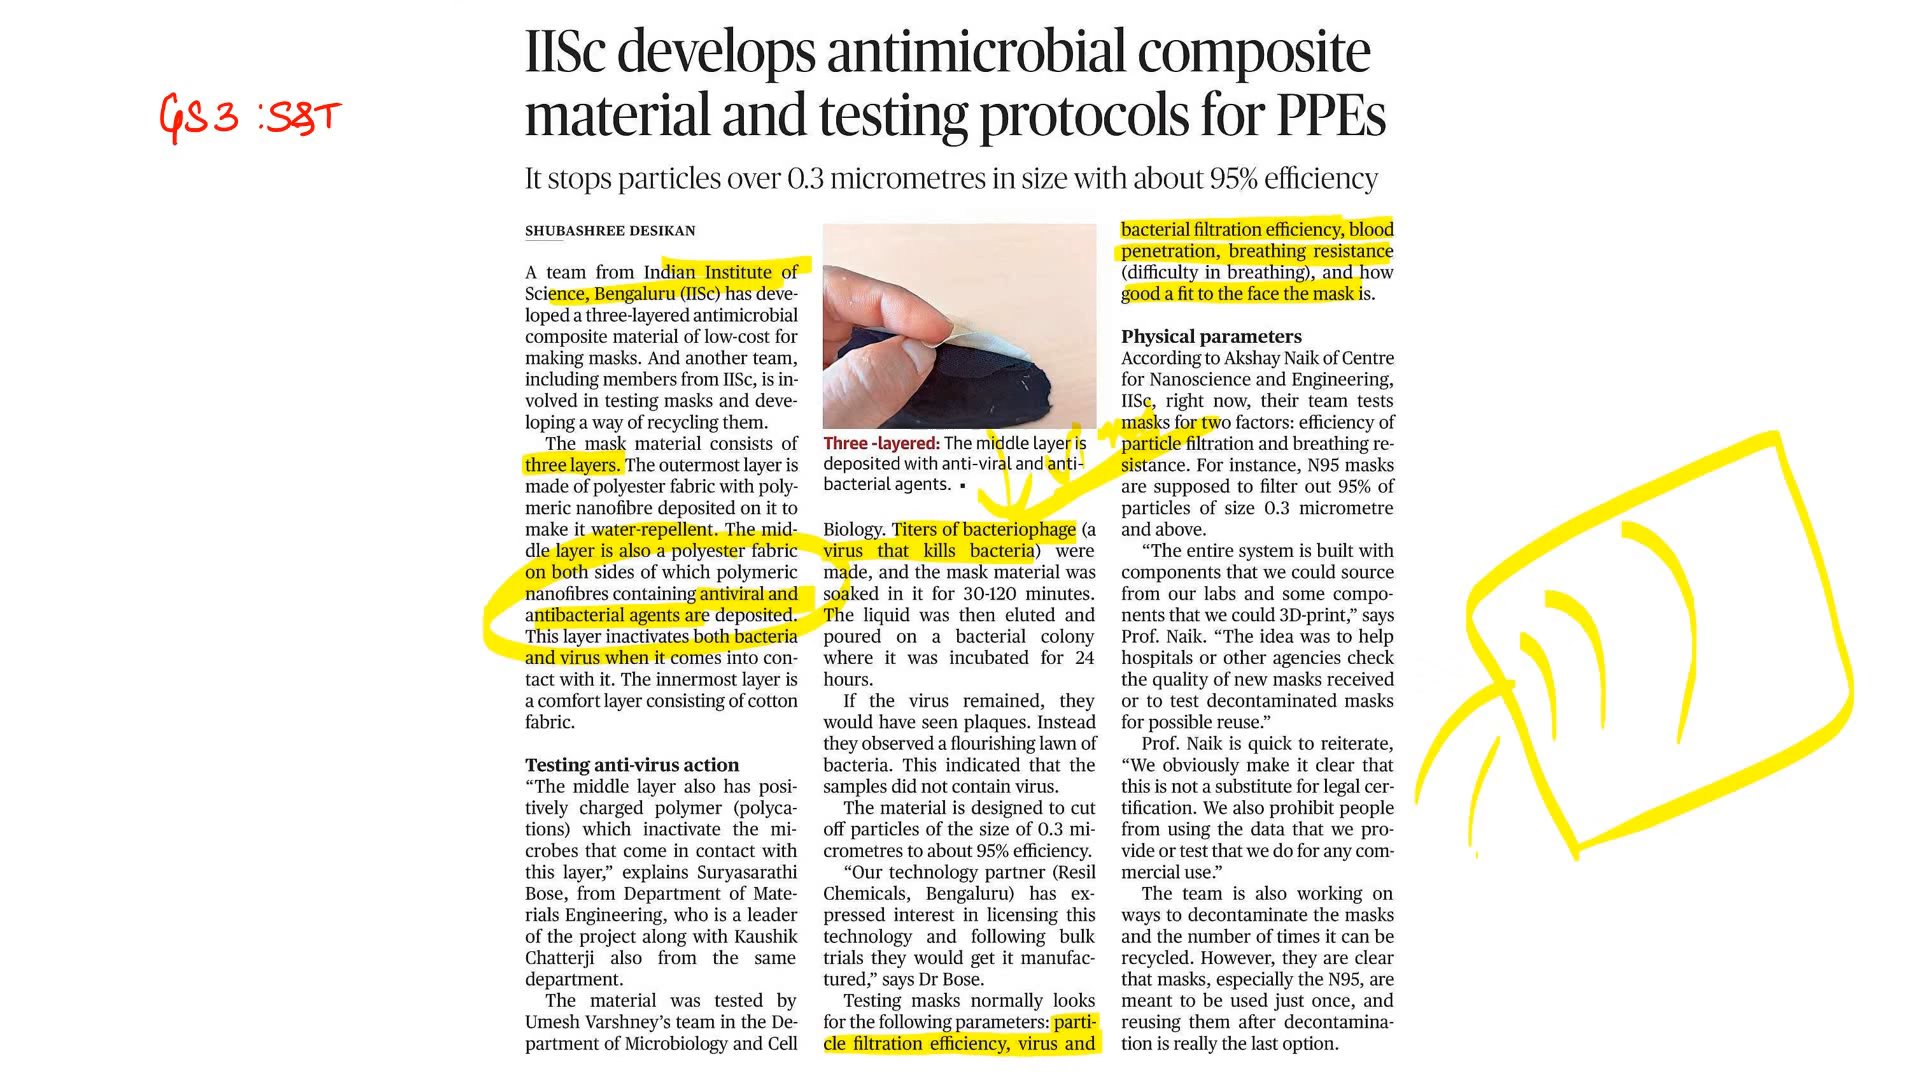 GS3 : S&T
IISc develops antimicrobial composite
material and testing protocols for PPEs
It stops particles over 0.3 micrometres in size with about 95% efficiency
SHUBASHREE DESIKAN
A team from Indian Institute of
Science, Bengaluru (IISc) has deve-
loped a three-layered antimicrobial
composite material of low-cost for
making masks. And another team,
including members from IISc, is in-
volved in testing masks and deve-
loping a way of recycling them.
The mask material consists of
three layers. The outermost layer is
made of polyester fabric with poly-
meric nanofibre deposited on it to
make it water-repellent. The mid-
dle layer is also a polyester fabric
on both sides of which polymeric
nanofibres containing antiviral and
antibacterial agents are deposited.
This layer inactivates both bacteria
and virus when it comes into con-
tact with it. The innermost layer is
a comfort layer consisting of cotton
fabric.
Testing anti-virus action
“The middle layer also has posi-
tively charged polymer (polyca-
tions) which inactivate the mi-
crobes that come in contact with
this layer,” explains Suryasarathi
Bose, from Department of Mate-
rials Engineering, who is a leader
of the project along with Kaushik
Chatterji also from the same
department.
The material was tested by
Umesh Varshney’s team in the De-
partment of Microbiology and Cell
Three -layered: The middle layer is
deposited with anti-viral and anti-
bacterial agents. ▪
Biology. Titers of bacteriophage (a
virus that kills bacteria) were
made, and the mask material was
soaked in it for 30-120 minutes.
The liquid was then eluted and
poured on a bacterial colony
where it was incubated for 24
hours.
If the virus remained, they
would have seen plaques. Instead
they observed a flourishing lawn of
bacteria. This indicated that the
samples did not contain virus.
The material is designed to cut
off particles of the size of 0.3 mi-
crometres to about 95% efficiency.
“Our technology partner (Resil
Chemicals, Bengaluru) has ex-
pressed interest in licensing this
technology and following bulk
trials they would get it manufac-
tured,” says Dr Bose.
Testing masks normally looks
for the following parameters: parti-
cle filtration efficiency, virus and
bacterial filtration efficiency, blood
penetration, breathing resistance
(difficulty in breathing), and how
good a fit to the face the mask is.
Physical parameters
According to Akshay Naik of Centre
for Nanoscience and Engineering,
IISc, right now, their team tests
masks for two factors: efficiency of
particle filtration and breathing re-
sistance. For instance, N95 masks
are supposed to filter out 95% of
particles of size 0.3 micrometre
and above.
“The entire system is built with
components that we could source
from our labs and some compo-
nents that we could 3D-print,” says
Prof. Naik. “The idea was to help
hospitals or other agencies check
the quality of new masks received
or to test decontaminated masks
for possible reuse.”
Prof. Naik is quick to reiterate,
“We obviously make it clear that
this is not a substitute for legal cer-
tification. We also prohibit people
from using the data that we pro-
vide or test that we do for any com-
mercial use.”
The team is also working on
ways to decontaminate the masks
and the number of times it can be
recycled. However, they are clear
that masks, especially the N95, are
meant to be used just once, and
reusing them after decontamina-
tion is really the last option.